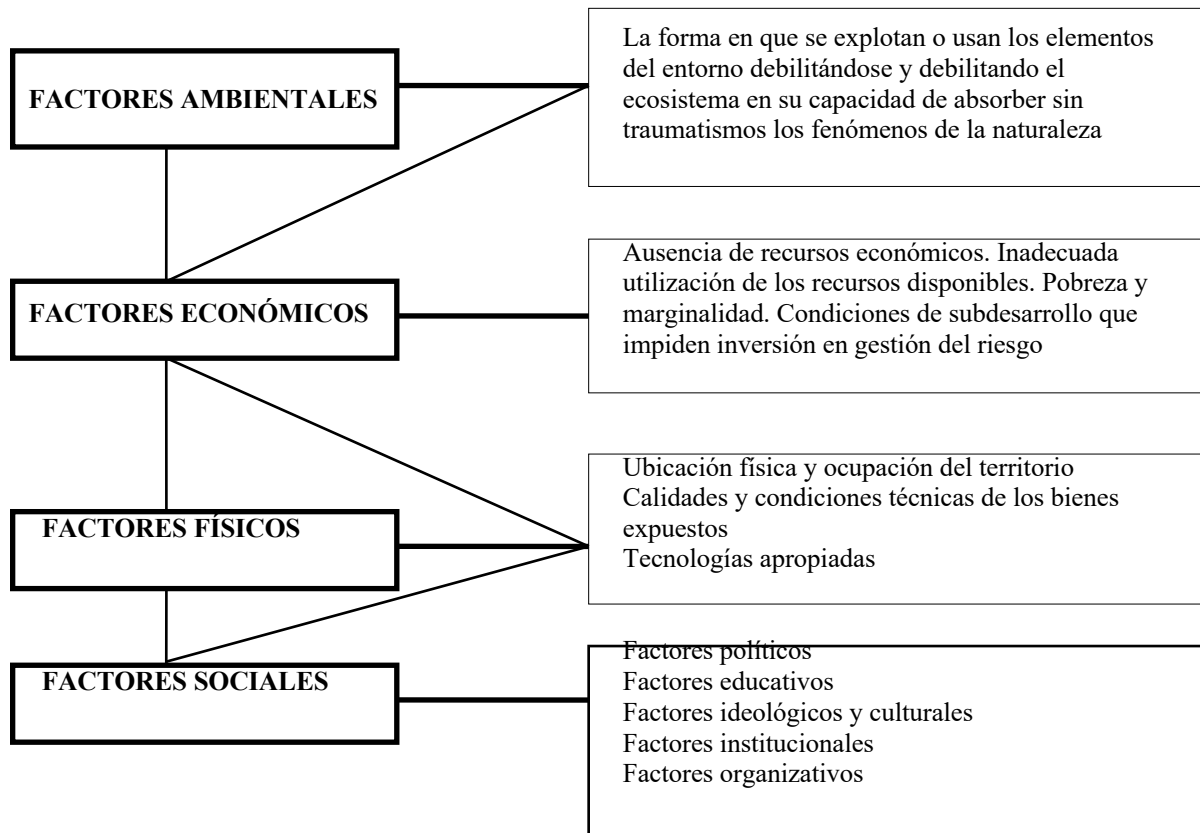 FACTORES AMBIENTALES
La forma en que se explotan o usan los elementos
del entorno debilitándose y debilitando el
ecosistema en su capacidad de absorber sin
traumatismos los fenómenos de la naturaleza
FACTORES ECONÓMICOS
Ausencia de recursos económicos. Inadecuada
utilización de los recursos disponibles. Pobreza y
marginalidad. Condiciones de subdesarrollo que
impiden inversión en gestión del riesgo
FACTORES FÍSICOS
Ubicación física y ocupación del territorio
Calidades y condiciones técnicas de los bienes
expuestos
Tecnologías apropiadas
FACTORES SOCIALES
Factores políticos
Factores educativos
Factores ideológicos y culturales
Factores institucionales
Factores organizativos